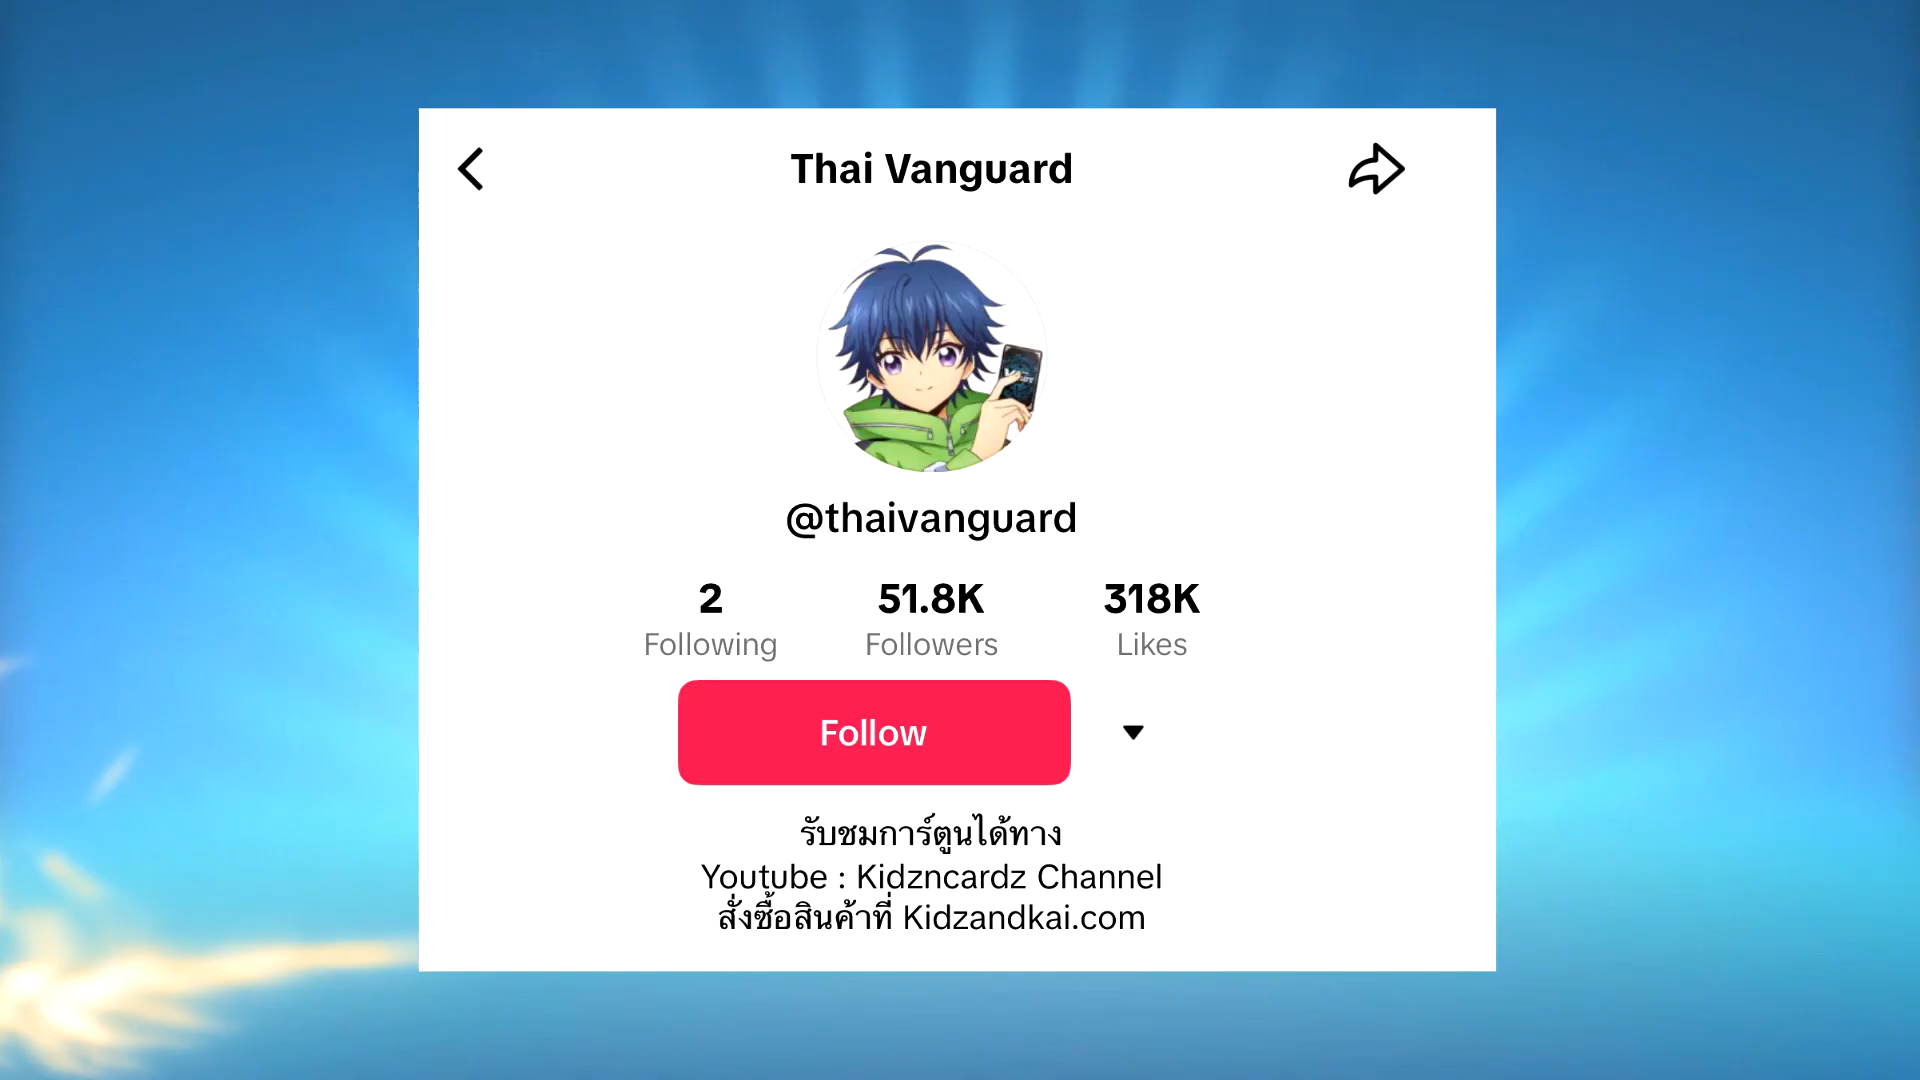 Thai Vanguard
@thaivanguard
2 51.8K 318K
Following Followers Likes
Follow
รับชมการ์ตูนได้ทาง
Youtube : Kidzncardz Channel
สั่งซื้อสินค้าที่ Kidzandkai.com